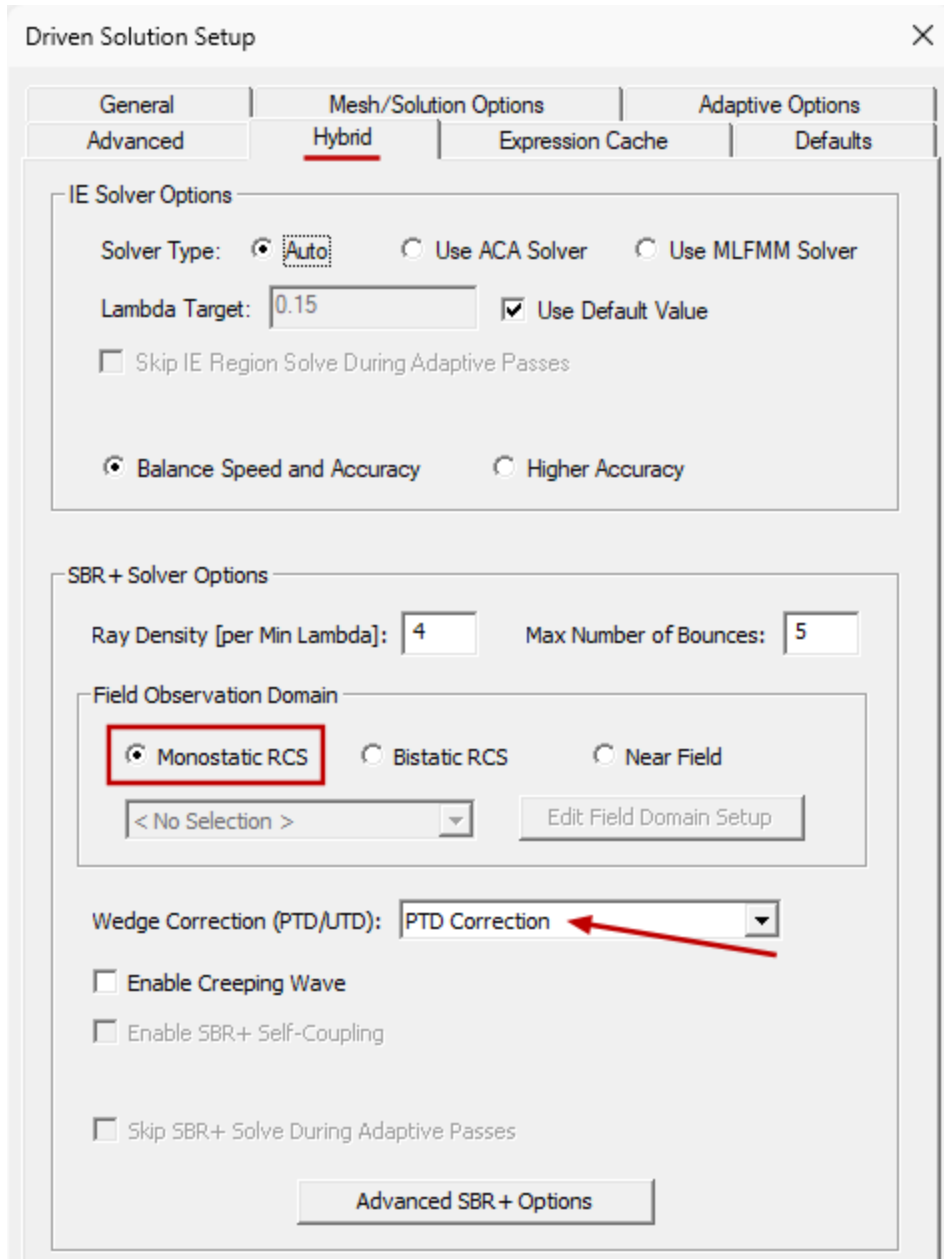 Driven Solution Setup
General Mesh/Solution Options Adaptive Options
Advanced Hybrid Expression Cache Defaults
IE Solver Options
Solver Type: Auto Use ACA Solver Use MLFMM Solver
Lambda Target: 0.15 Use Default Value
Skip IE Region Solve During Adaptive Passes
Balance Speed and Accuracy Higher Accuracy
SBR+ Solver Options
Ray Density [per Min Lambda]: 4 Max Number of Bounces: 5
Field Observation Domain
Monostatic RCS Bistatic RCS Near Field
< No Selection > Edit Field Domain Setup
Wedge Correction (PTD/UTD): PTD Correction
Enable Creeping Wave
Enable SBR+ Self-Coupling
Skip SBR+ Solve During Adaptive Passes
Advanced SBR+ Options